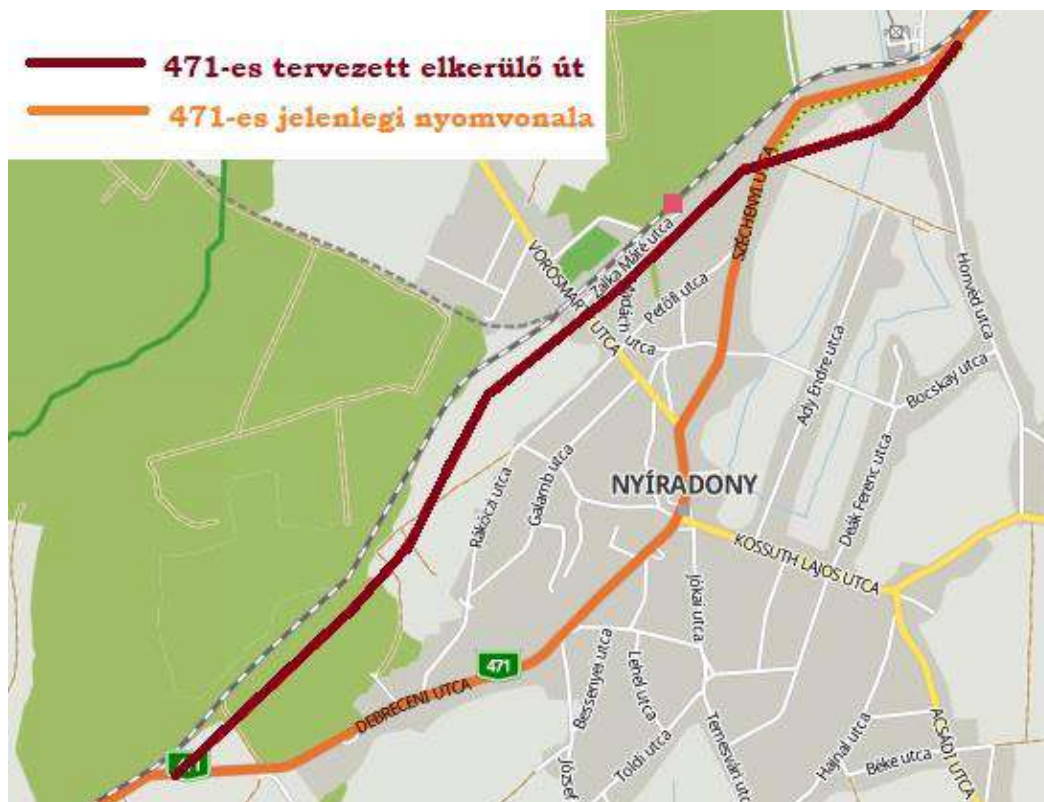 471-es tervezett elkerülő út
471-es jelenlegi nyomvonala
SZÉCHENYI UTCA
VÖRÖSMARTY UTCA
Zalka Máté utca
utca
Petőfi utca
Honvéd utca
Ady Endre utca
Bocskay utca
Rákóczi utca
Galamb utca
NYÍRADONY
Deák Ferenc utca
KOSSUTH LAJOS UTCA
Jókai utca
471
DEBRECENI UTCA
Bessenyei utca
Lehel utca
Temesvári utca
Toldi utca
József
Hajnal utca
Béke utca
ACSÁDI UTCA